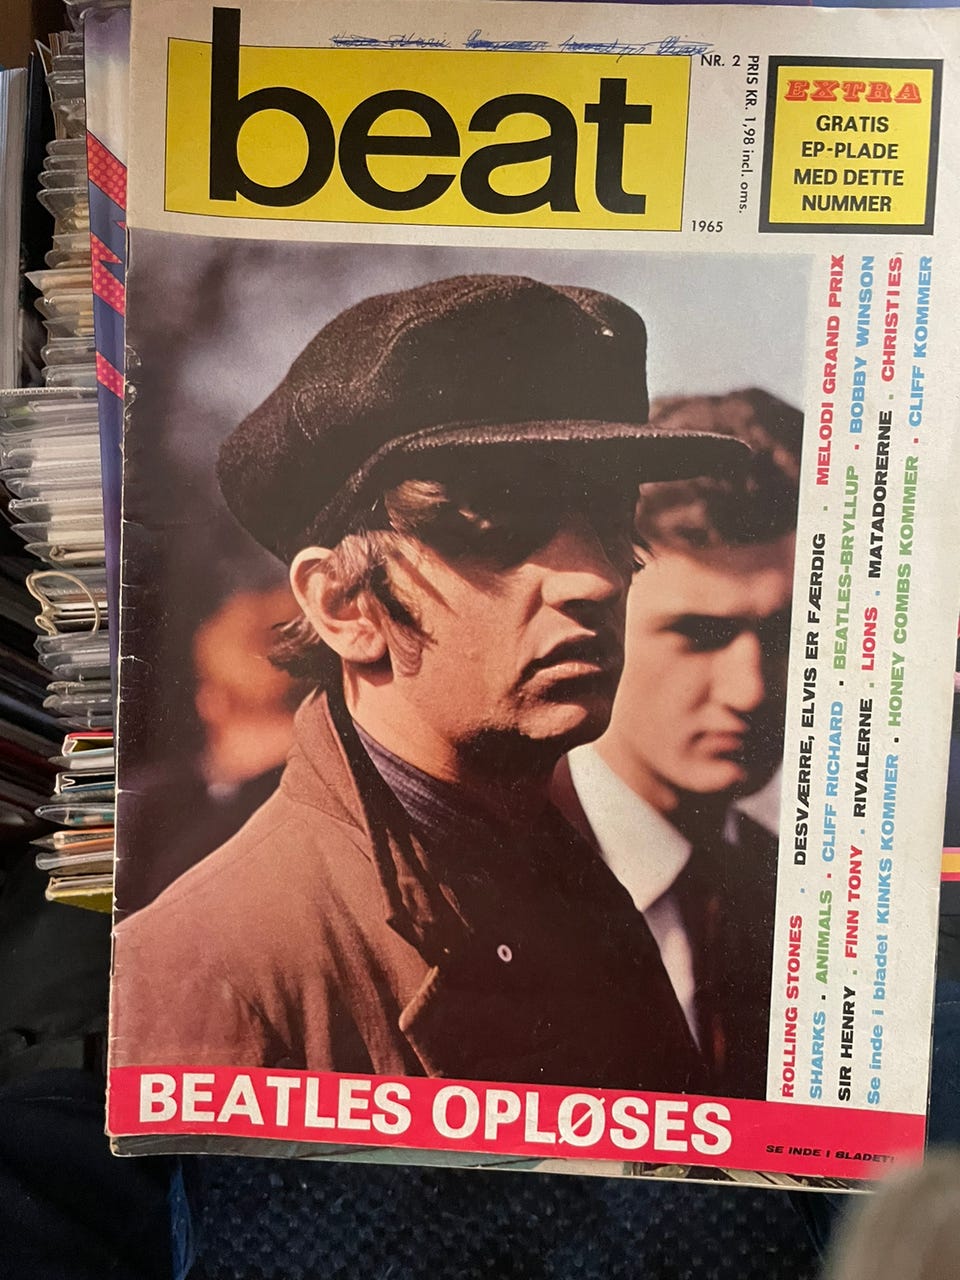 beat
NR. 2
PRIS KR. 1,98 incl. oms.
1965
EXTRA
GRATIS
EP-PLADE
MED DETTE
NUMMER
ROLLING STONES · DESVÆRRE, ELVIS ER FÆRDIG · MELODI GRAND PRIX
SHARKS · ANIMALS · CLIFF RICHARD · BEATLES-BRYLLUP · BOBBY WINSON
SIR HENRY · FINN TONY · RIVALERNE · LIONS · MATADORERNE · CHRISTIES
Se inde i bladet KINKS KOMMER · HONEY COMBS KOMMER · CLIFF KOMMER
BEATLES OPLØSES
SE INDE I BLADET!